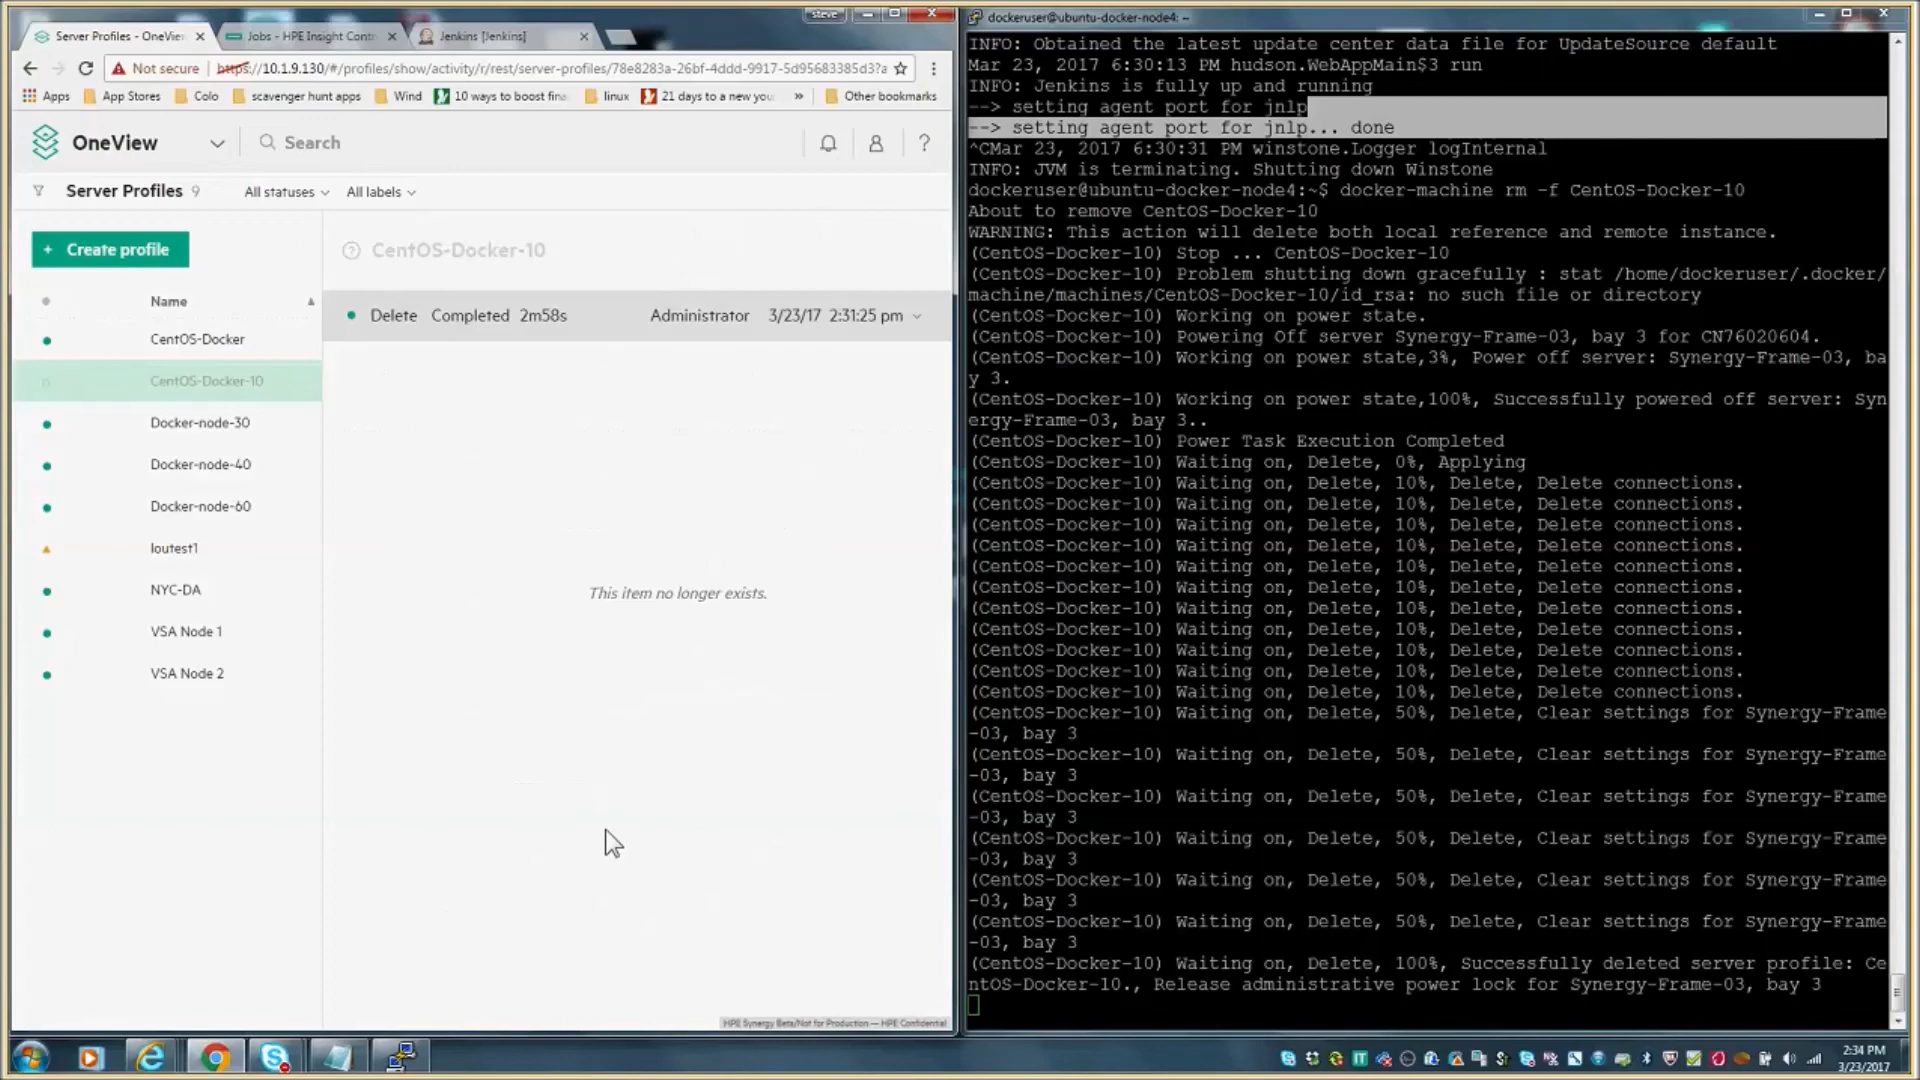 steve
Server Profiles - OneView
Jobs - HPE Insight Contr
Jenkins [Jenkins]
Not secure
https://10.1.9.130/#/profiles/show/activity/r/rest/server-profiles/78e8283a-26bf-4ddd-9917-5d95683385d3?a
Apps
App Stores
Colo
scavenger hunt apps
Wind
10 ways to boost fina
linux
21 days to a new you
»
Other bookmarks
OneView
Search
?
Server Profiles 9
All statuses
All labels
+ Create profile
CentOS-Docker-10
Name
Delete Completed 2m58s Administrator 3/23/17 2:31:25 pm
CentOS-Docker
CentOS-Docker-10
Docker-node-30
Docker-node-40
Docker-node-60
loutest1
NYC-DA
VSA Node 1
VSA Node 2
This item no longer exists.
HPE Synergy Beta/Not for Production — HPE Confidential
dockeruser@ubuntu-docker-node4: ~
INFO: Obtained the latest update center data file for UpdateSource default
Mar 23, 2017 6:30:13 PM hudson.WebAppMain$3 run
INFO: Jenkins is fully up and running
--> setting agent port for jnlp
--> setting agent port for jnlp... done
^CMar 23, 2017 6:30:31 PM winstone.Logger logInternal
INFO: JVM is terminating. Shutting down Winstone
dockeruser@ubuntu-docker-node4:~$ docker-machine rm -f CentOS-Docker-10
About to remove CentOS-Docker-10
WARNING: This action will delete both local reference and remote instance.
(CentOS-Docker-10) Stop ... CentOS-Docker-10
(CentOS-Docker-10) Problem shutting down gracefully : stat /home/dockeruser/.docker/
machine/machines/CentOS-Docker-10/id_rsa: no such file or directory
(CentOS-Docker-10) Working on power state.
(CentOS-Docker-10) Powering Off server Synergy-Frame-03, bay 3 for CN76020604.
(CentOS-Docker-10) Working on power state,3%, Power off server: Synergy-Frame-03, ba
y 3.
(CentOS-Docker-10) Working on power state,100%, Successfully powered off server: Syn
ergy-Frame-03, bay 3..
(CentOS-Docker-10) Power Task Execution Completed
(CentOS-Docker-10) Waiting on, Delete, 0%, Applying
(CentOS-Docker-10) Waiting on, Delete, 10%, Delete, Delete connections.
(CentOS-Docker-10) Waiting on, Delete, 10%, Delete, Delete connections.
(CentOS-Docker-10) Waiting on, Delete, 10%, Delete, Delete connections.
(CentOS-Docker-10) Waiting on, Delete, 10%, Delete, Delete connections.
(CentOS-Docker-10) Waiting on, Delete, 10%, Delete, Delete connections.
(CentOS-Docker-10) Waiting on, Delete, 10%, Delete, Delete connections.
(CentOS-Docker-10) Waiting on, Delete, 10%, Delete, Delete connections.
(CentOS-Docker-10) Waiting on, Delete, 10%, Delete, Delete connections.
(CentOS-Docker-10) Waiting on, Delete, 10%, Delete, Delete connections.
(CentOS-Docker-10) Waiting on, Delete, 10%, Delete, Delete connections.
(CentOS-Docker-10) Waiting on, Delete, 10%, Delete, Delete connections.
(CentOS-Docker-10) Waiting on, Delete, 50%, Delete, Clear settings for Synergy-Frame
-03, bay 3
(CentOS-Docker-10) Waiting on, Delete, 50%, Delete, Clear settings for Synergy-Frame
-03, bay 3
(CentOS-Docker-10) Waiting on, Delete, 50%, Delete, Clear settings for Synergy-Frame
-03, bay 3
(CentOS-Docker-10) Waiting on, Delete, 50%, Delete, Clear settings for Synergy-Frame
-03, bay 3
(CentOS-Docker-10) Waiting on, Delete, 50%, Delete, Clear settings for Synergy-Frame
-03, bay 3
(CentOS-Docker-10) Waiting on, Delete, 50%, Delete, Clear settings for Synergy-Frame
-03, bay 3
(CentOS-Docker-10) Waiting on, Delete, 100%, Successfully deleted server profile: Ce
ntOS-Docker-10., Release administrative power lock for Synergy-Frame-03, bay 3
2:34 PM
3/23/2017